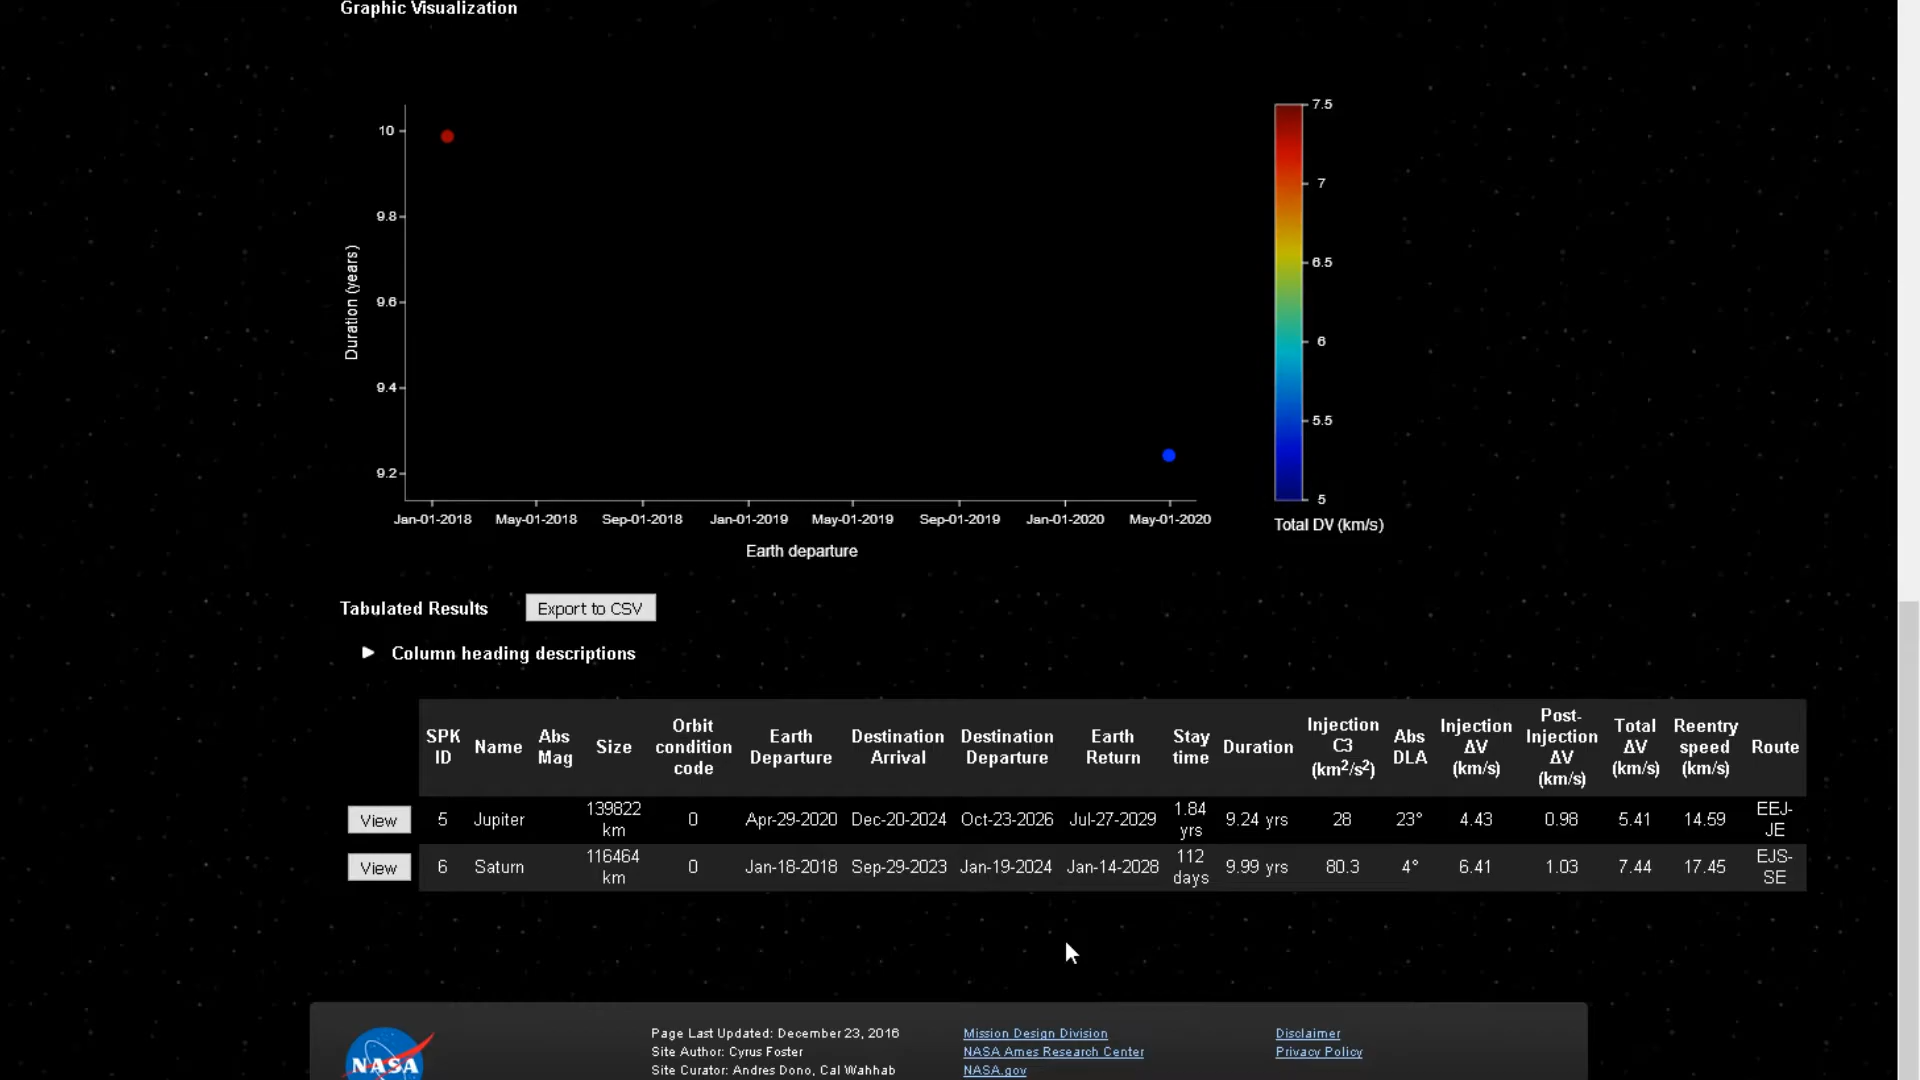 Graphic Visualization
10
9.8
9.6
9.4
9.2
Duration (years)
Jan-01-2018 May-01-2018 Sep-01-2018 Jan-01-2019 May-01-2019 Sep-01-2019 Jan-01-2020 May-01-2020
Earth departure
7.5
7
6.5
6
5.5
5
Total DV (km/s)
Tabulated Results Export to CSV
Column heading descriptions
SPK ID Name Abs Mag Size Orbit condition code Earth Departure Destination Arrival Destination Departure Earth Return Stay time Duration Injection C3 (km²/s²) Abs DLA Injection ΔV (km/s) Post-Injection ΔV (km/s) Total ΔV (km/s) Reentry speed (km/s) Route
View 5 Jupiter 139822 km 0 Apr-29-2020 Dec-20-2024 Oct-23-2026 Jul-27-2029 1.84 yrs 9.24 yrs 28 23° 4.43 0.98 5.41 14.59 EEJ-JE
View 6 Saturn 116464 km 0 Jan-18-2018 Sep-29-2023 Jan-19-2024 Jan-14-2028 112 days 9.99 yrs 80.3 4° 6.41 1.03 7.44 17.45 EJS-SE
NASA
Page Last Updated: December 23, 2016
Site Author: Cyrus Foster
Site Curator: Andres Dono, Cal Wahhab
Mission Design Division
NASA Ames Research Center
NASA.gov
Disclaimer
Privacy Policy